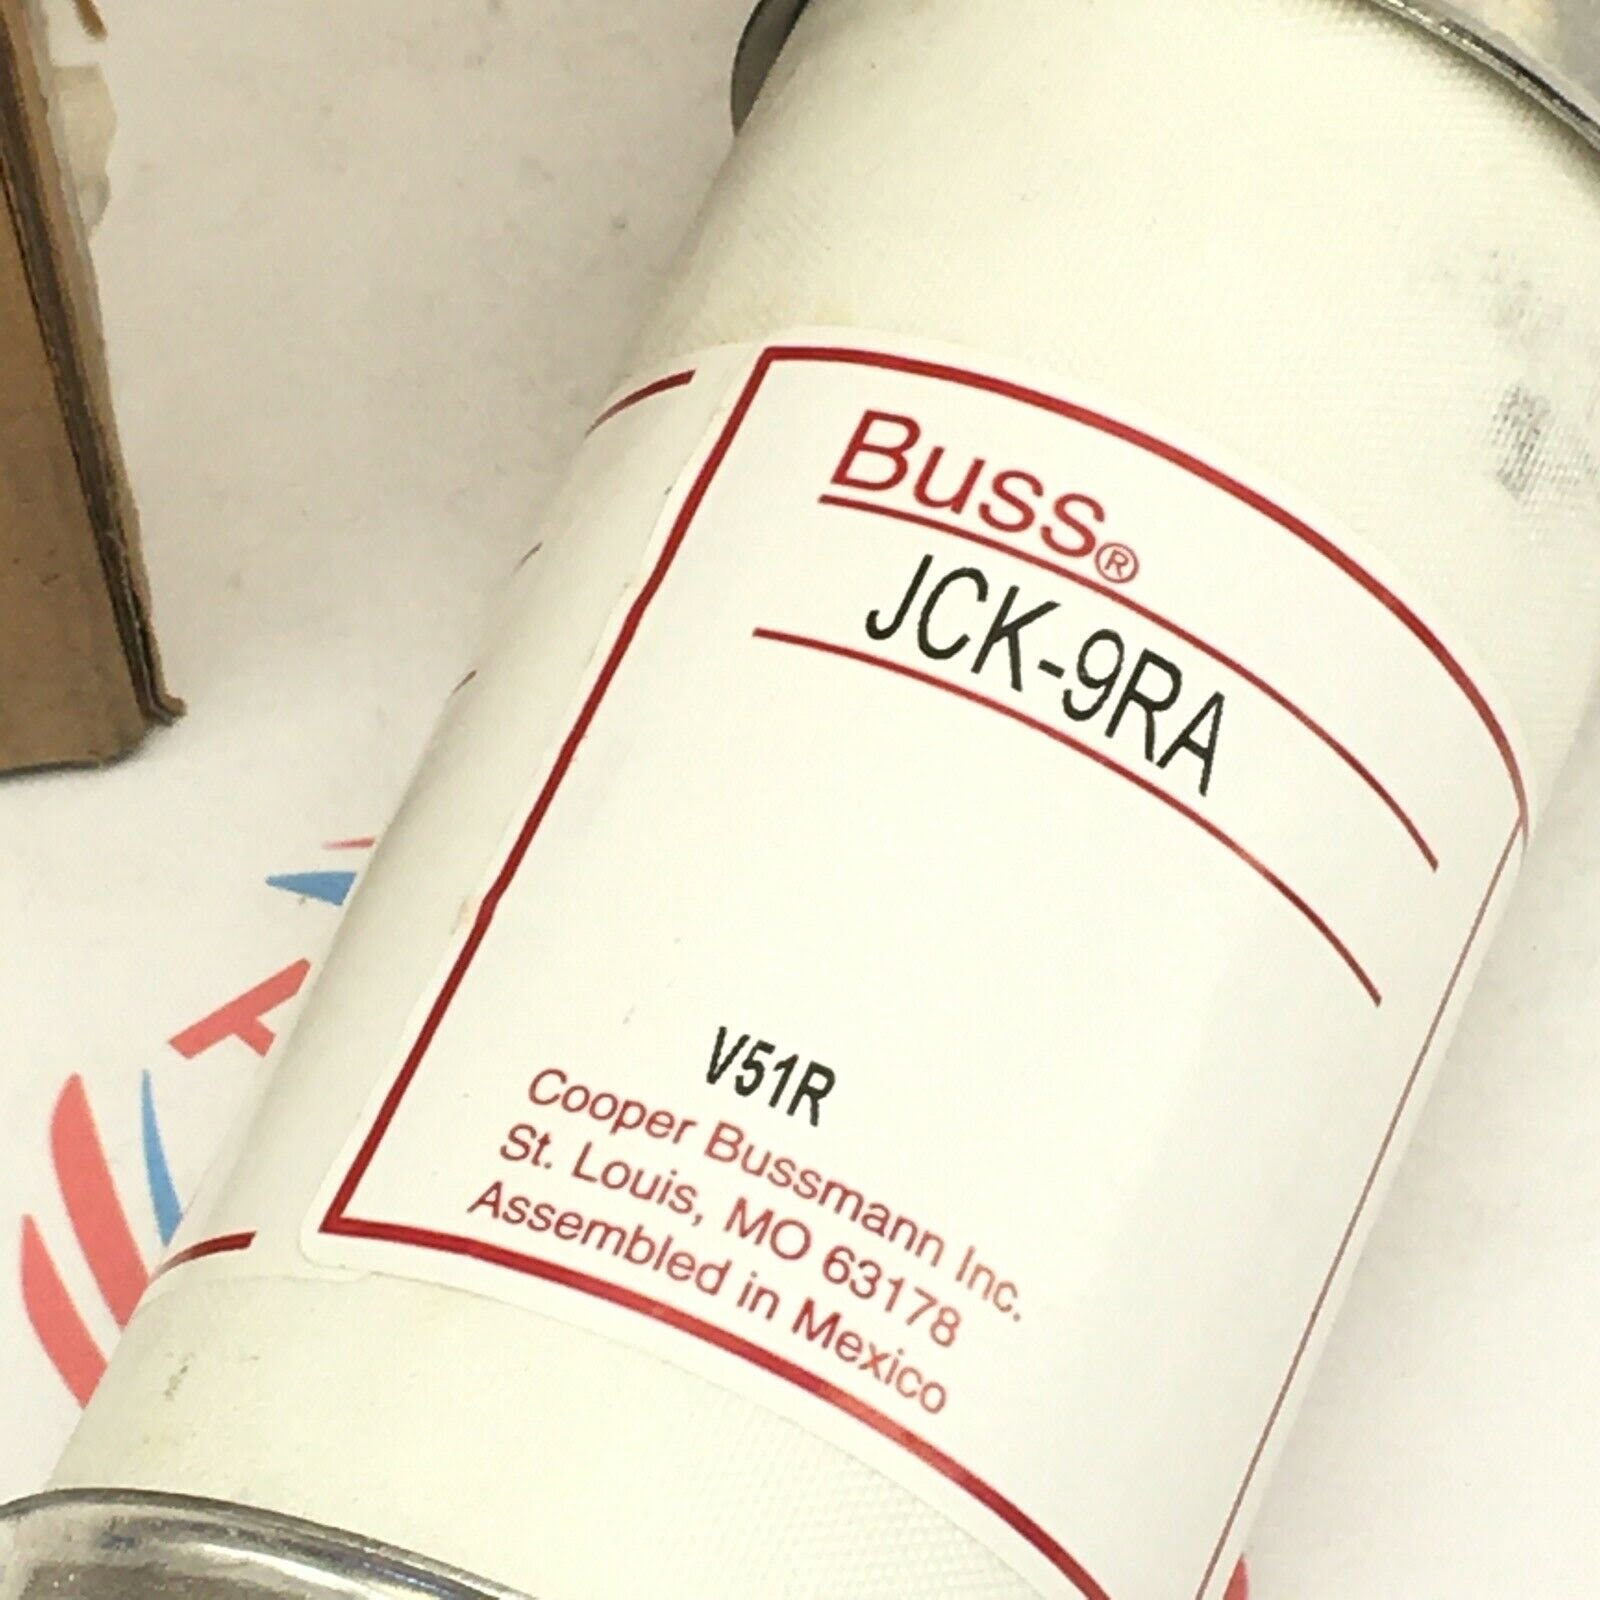 Buss®
JCK-9RA
V51R
Cooper Bussmann Inc.
St. Louis, MO 63178
Assembled in Mexico